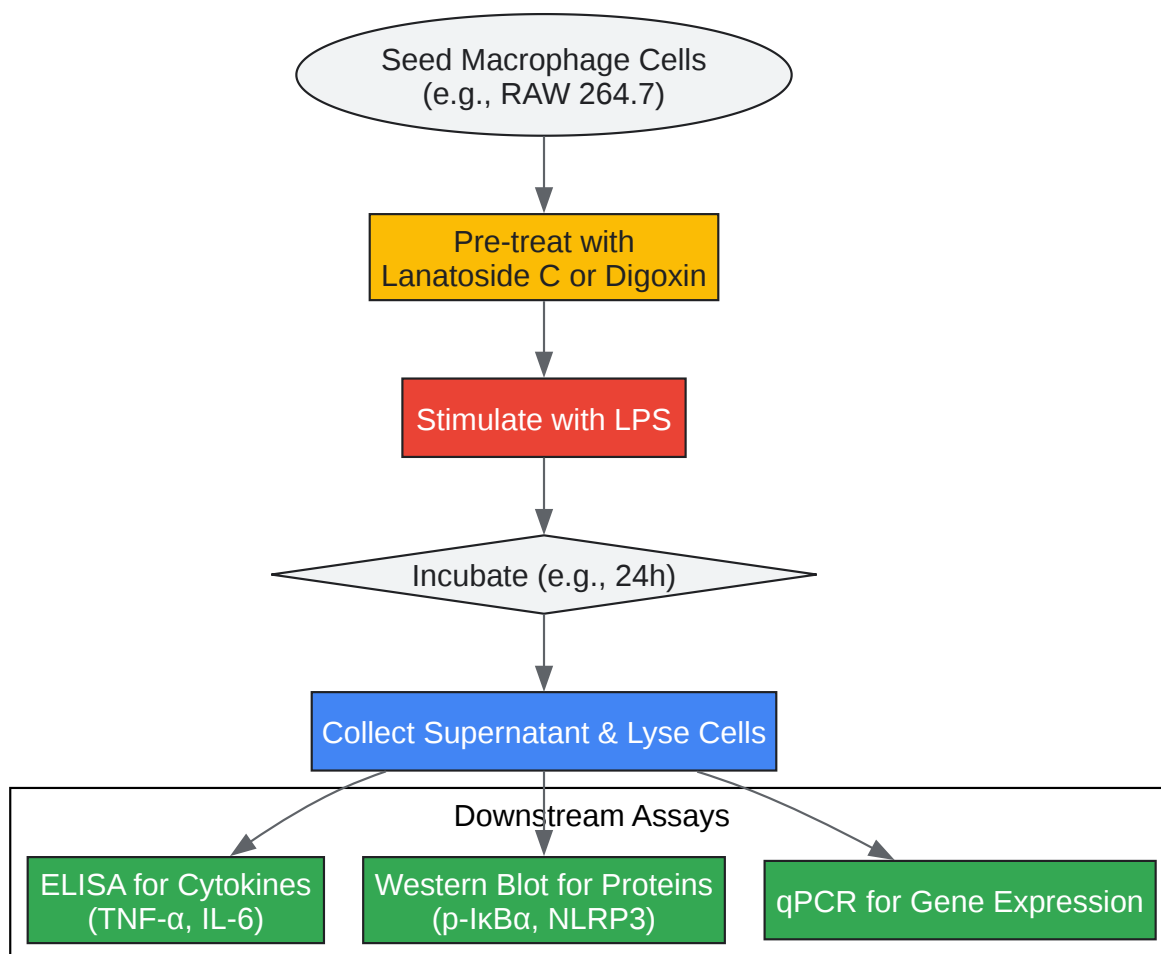 Seed Macrophage Cells
(e.g., RAW 264.7)
Pre-treat with
Lanatoside C or Digoxin
Stimulate with LPS
Incubate (e.g., 24h)
Collect Supernatant & Lyse Cells
Downstream Assays
ELISA for Cytokines
(TNF-α, IL-6)
Western Blot for Proteins
(p-IκBα, NLRP3)
qPCR for Gene Expression